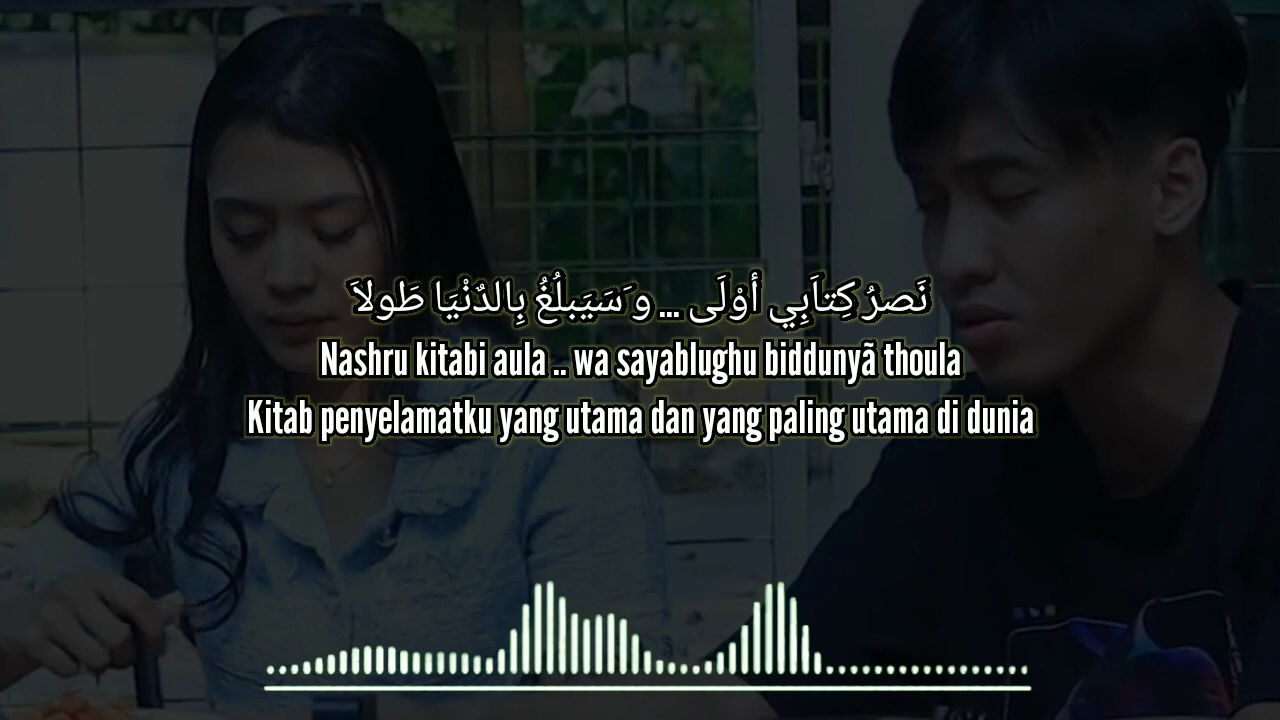 نَصرُ كِتاَبِي أوْلَى ... و َسَيَبلُغُ بِالدٌنْيَا طَولاَ
Nashru kitabi aula .. wa sayablughu biddunyã thoula
Kitab penyelamatku yang utama dan yang paling utama di dunia